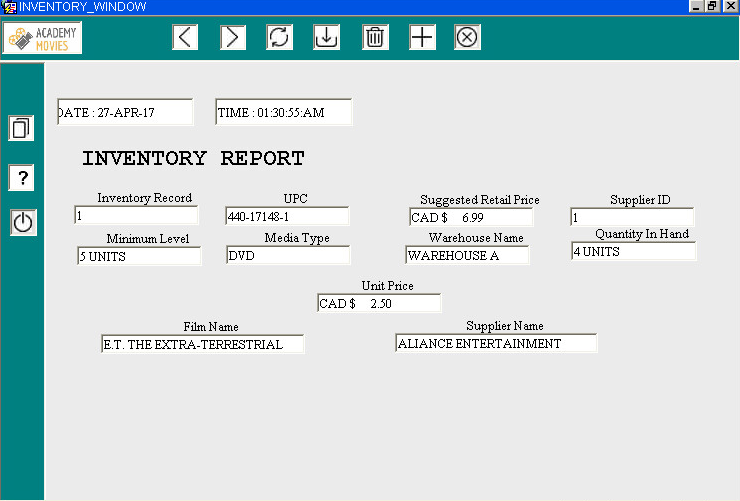 INVENTORY_WINDOW
ACADEMY
MOVIES
DATE : 27-APR-17 TIME : 01:30:55:AM
?
INVENTORY REPORT
Inventory Record UPC Suggested Retail Price Supplier ID
1 440-17148-1 CAD $ 6.99 1
Minimum Level Media Type Warehouse Name Quantity In Hand
5 UNITS DVD WAREHOUSE A 4 UNITS
Unit Price
CAD $ 2.50
Film Name Supplier Name
E.T. THE EXTRA-TERRESTRIAL ALIANCE ENTERTAINMENT